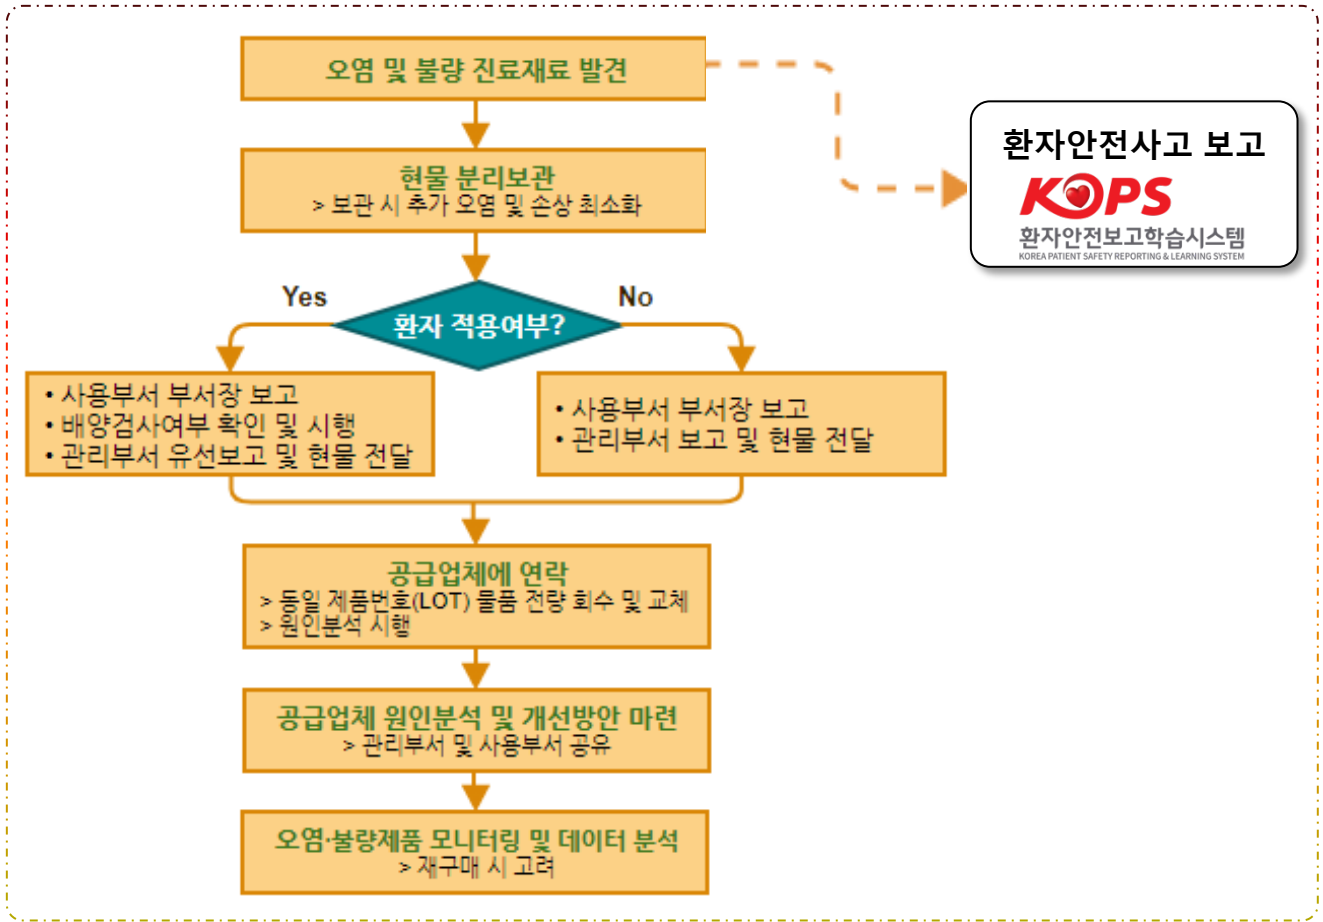 오염 및 불량 진료재료 발견
환자안전사고 보고
KOPS
환자안전보고학습시스템
KOREA PATIENT SAFETY REPORTING & LEARNING SYSTEM
현물 분리보관
> 보관 시 추가 오염 및 손상 최소화
Yes
No
환자 적용여부?
• 사용부서 부서장 보고
• 배양검사여부 확인 및 시행
• 관리부서 유선보고 및 현물 전달
• 사용부서 부서장 보고
• 관리부서 보고 및 현물 전달
공급업체에 연락
> 동일 제품번호(LOT) 물품 전량 회수 및 교체
> 원인분석 시행
공급업체 원인분석 및 개선방안 마련
> 관리부서 및 사용부서 공유
오염·불량제품 모니터링 및 데이터 분석
> 재구매 시 고려